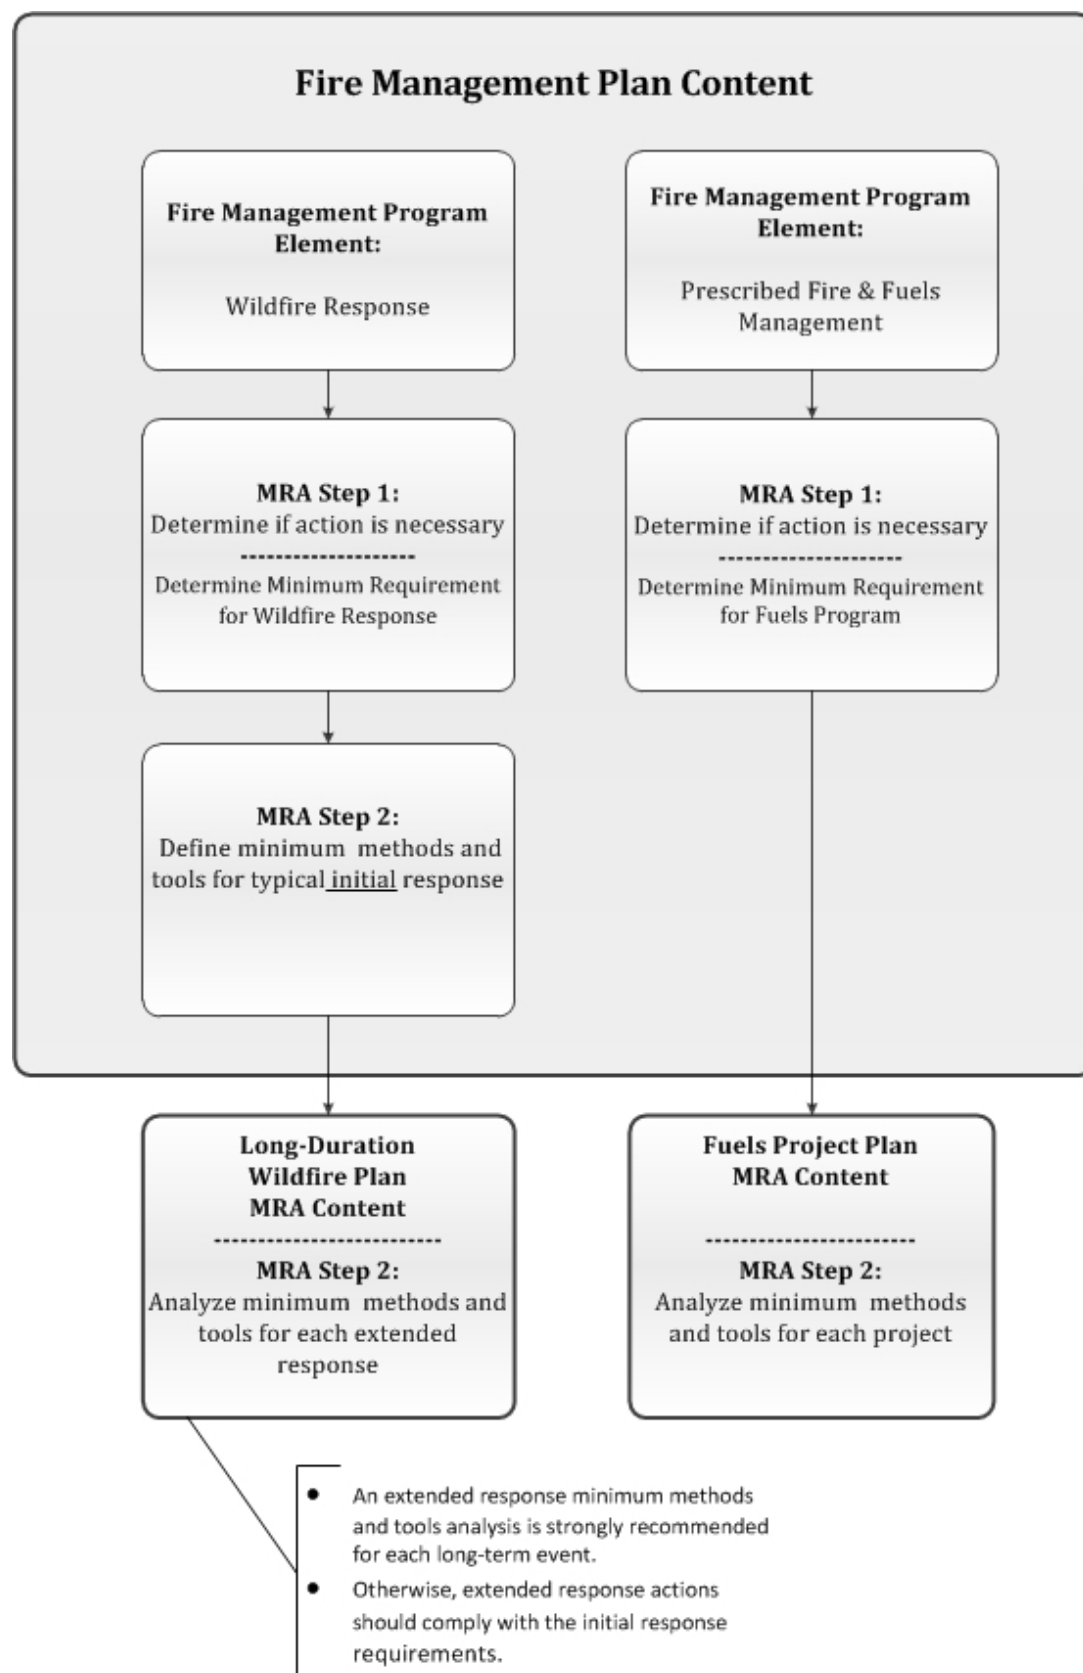 Fire Management Plan Content
Fire Management Program
Element:
Wildfire Response
Fire Management Program
Element:
Prescribed Fire & Fuels
Management
MRA Step 1:
Determine if action is necessary
--------------------
Determine Minimum Requirement
for Wildfire Response
MRA Step 1:
Determine if action is necessary
---------------------
Determine Minimum Requirement
for Fuels Program
MRA Step 2:
Define minimum methods and
tools for typical initial response
Long-Duration
Wildfire Plan
MRA Content
--------------------------
MRA Step 2:
Analyze minimum methods and
tools for each extended
response
Fuels Project Plan
MRA Content
------------------------
MRA Step 2:
Analyze minimum methods
and tools for each project
● An extended response minimum methods
and tools analysis is strongly recommended
for each long-term event.
● Otherwise, extended response actions
should comply with the initial response
requirements.